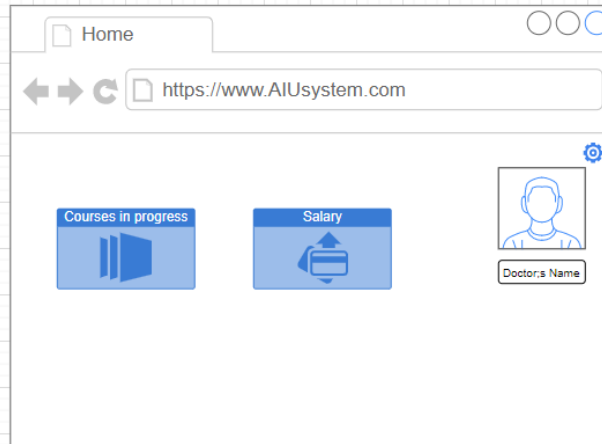 Home
https://www.AIUsystem.com
Courses in progress
Salary
Doctor;s Name